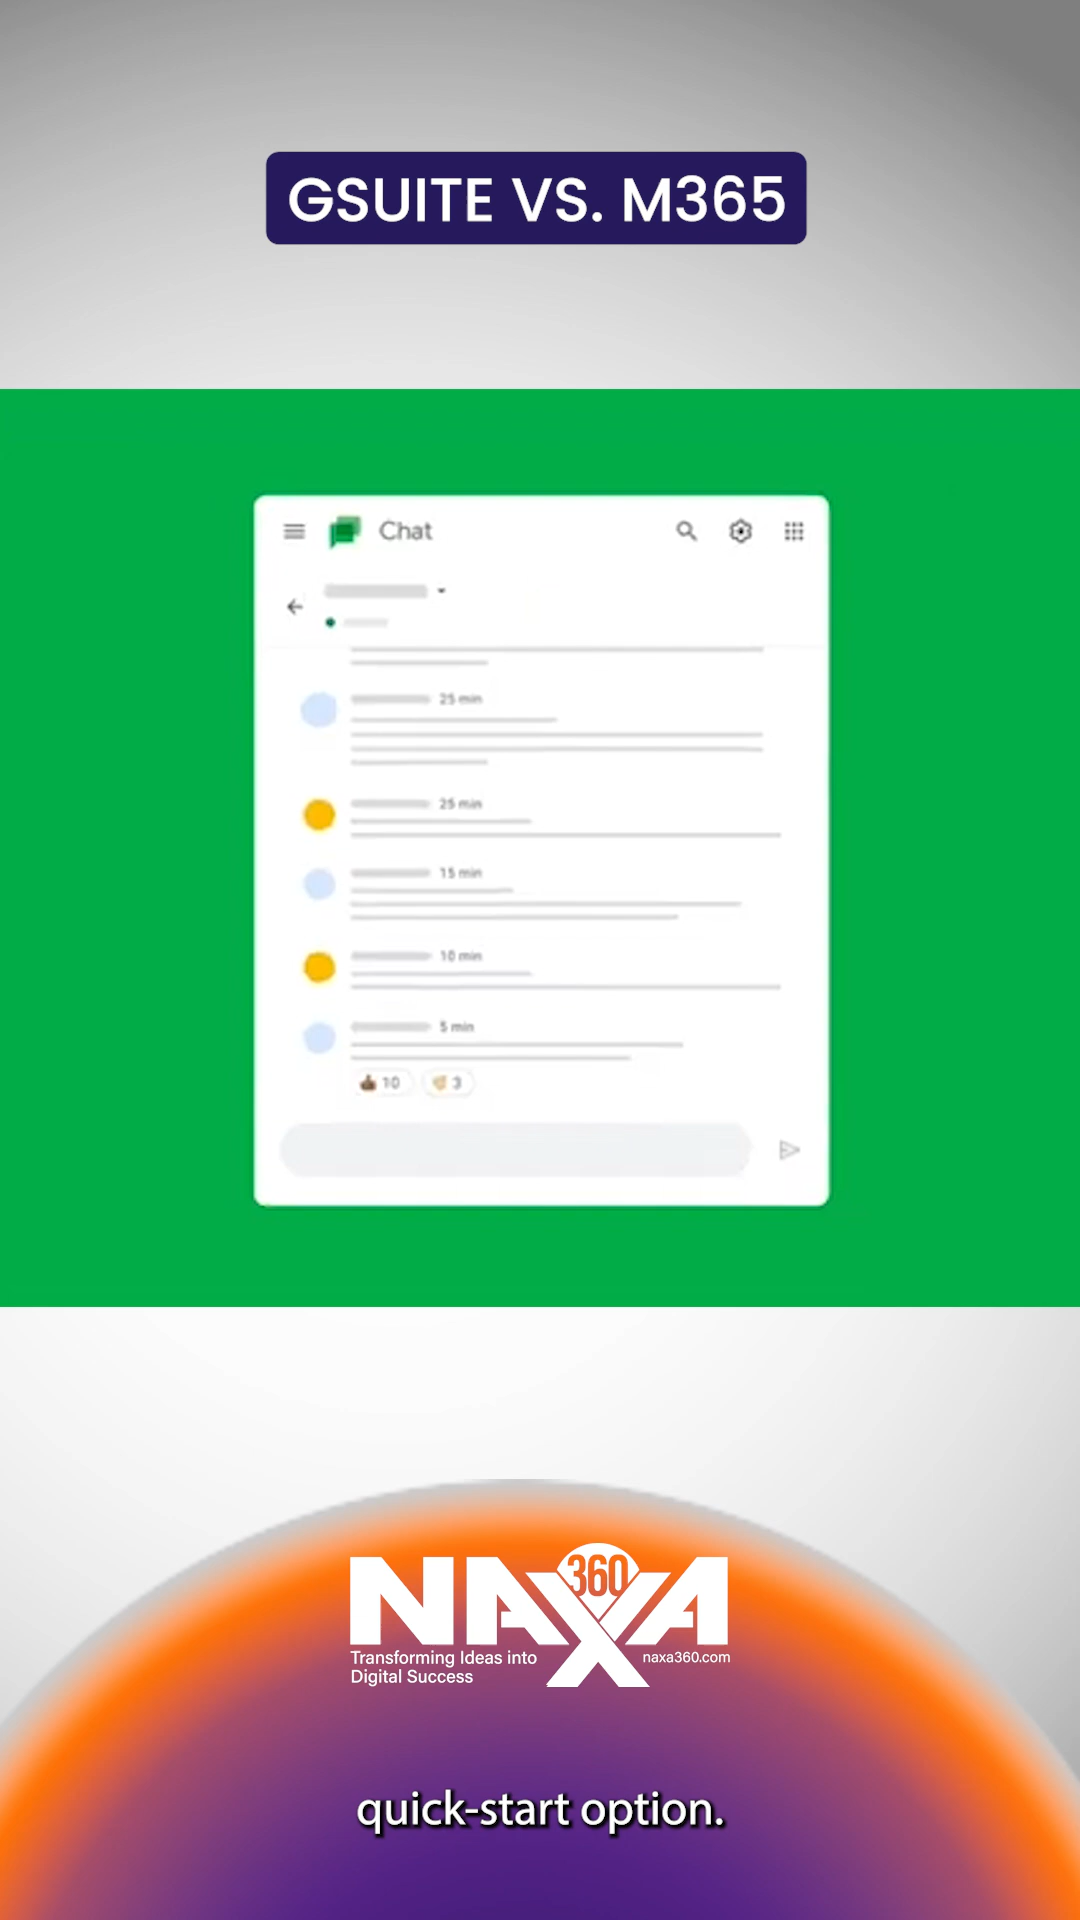 GSUITE VS. M365
Chat
25 min
25 min
15 min
10 min
5 min
10
3
NAXA
360
Transforming Ideas into
Digital Success
naxa360.com
quick-start option.